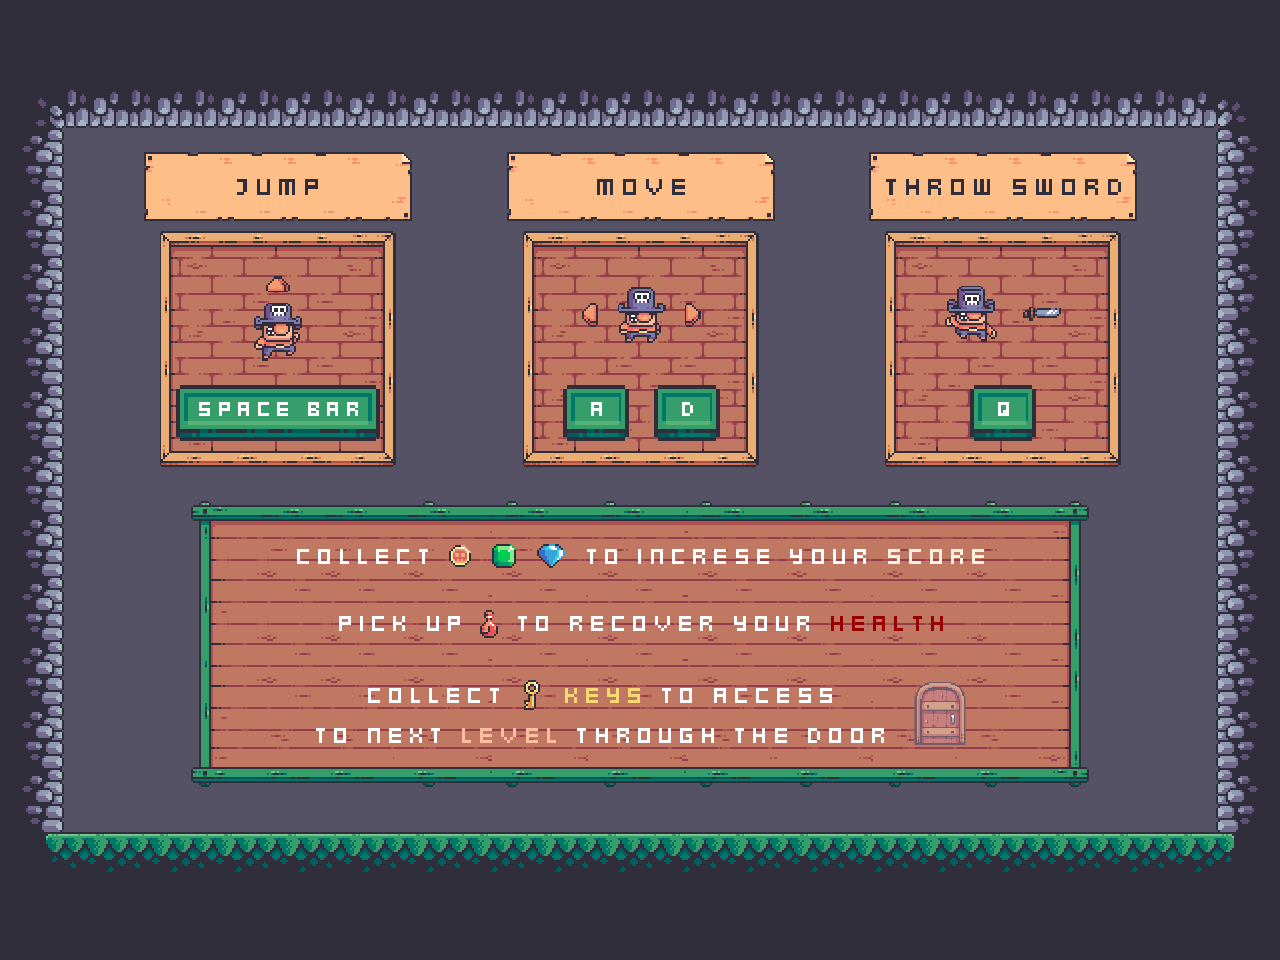 JUMP
MOVE
THROW SWORD
SPACE BAR
A
D
Q
COLLECT TO INCRESE YOUR SCORE
PICK UP TO RECOVER YOUR HEALTH
COLLECT KEYS TO ACCESS
TO NEXT LEVEL THROUGH THE DOOR